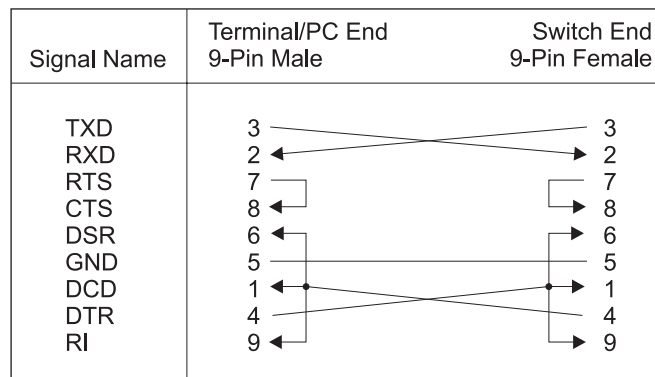 Signal Name Terminal/PC End Switch End
9-Pin Male 9-Pin Female
TXD 3 3
RXD 2 2
RTS 7 7
CTS 8 8
DSR 6 6
GND 5 5
DCD 1 1
DTR 4 4
RI 9 9